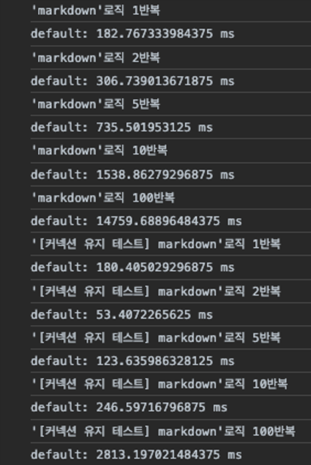 'markdown'로직 1반복
default: 182.767333984375 ms
'markdown'로직 2반복
default: 306.739013671875 ms
'markdown'로직 5반복
default: 735.501953125 ms
'markdown'로직 10반복
default: 1538.86279296875 ms
'markdown'로직 100반복
default: 14759.68896484375 ms
'[커넥션 유지 테스트] markdown'로직 1반복
default: 180.405029296875 ms
'[커넥션 유지 테스트] markdown'로직 2반복
default: 53.4072265625 ms
'[커넥션 유지 테스트] markdown'로직 5반복
default: 123.635986328125 ms
'[커넥션 유지 테스트] markdown'로직 10반복
default: 246.59716796875 ms
'[커넥션 유지 테스트] markdown'로직 100반복
default: 2813.197021484375 ms